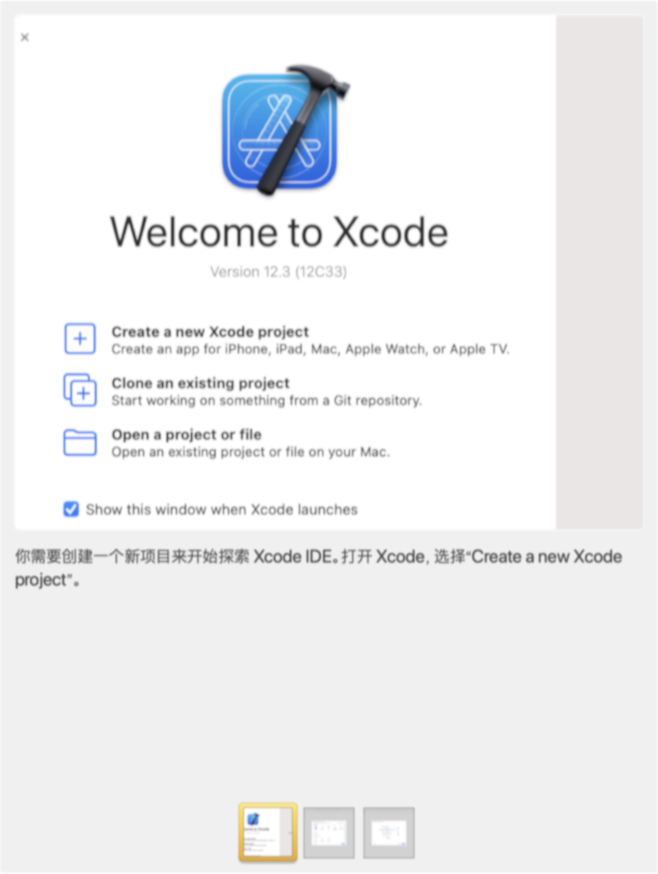 Welcome to Xcode
Version 12.3 (12C33)
Create a new Xcode project
Create an app for iPhone, iPad, Mac, Apple Watch, or Apple TV.
Clone an existing project
Start working on something from a Git repository.
Open a project or file
Open an existing project or file on your Mac.
Show this window when Xcode launches
你需要创建一个新项目来开始探索 Xcode IDE。打开 Xcode, 选择“Create a new Xcode
project”。